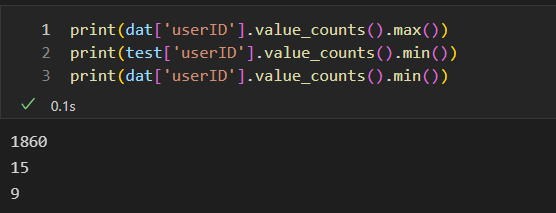 1 print(dat['userID'].value_counts().max())
2 print(test['userID'].value_counts().min())
3 print(dat['userID'].value_counts().min())
0.1s
1860
15
9